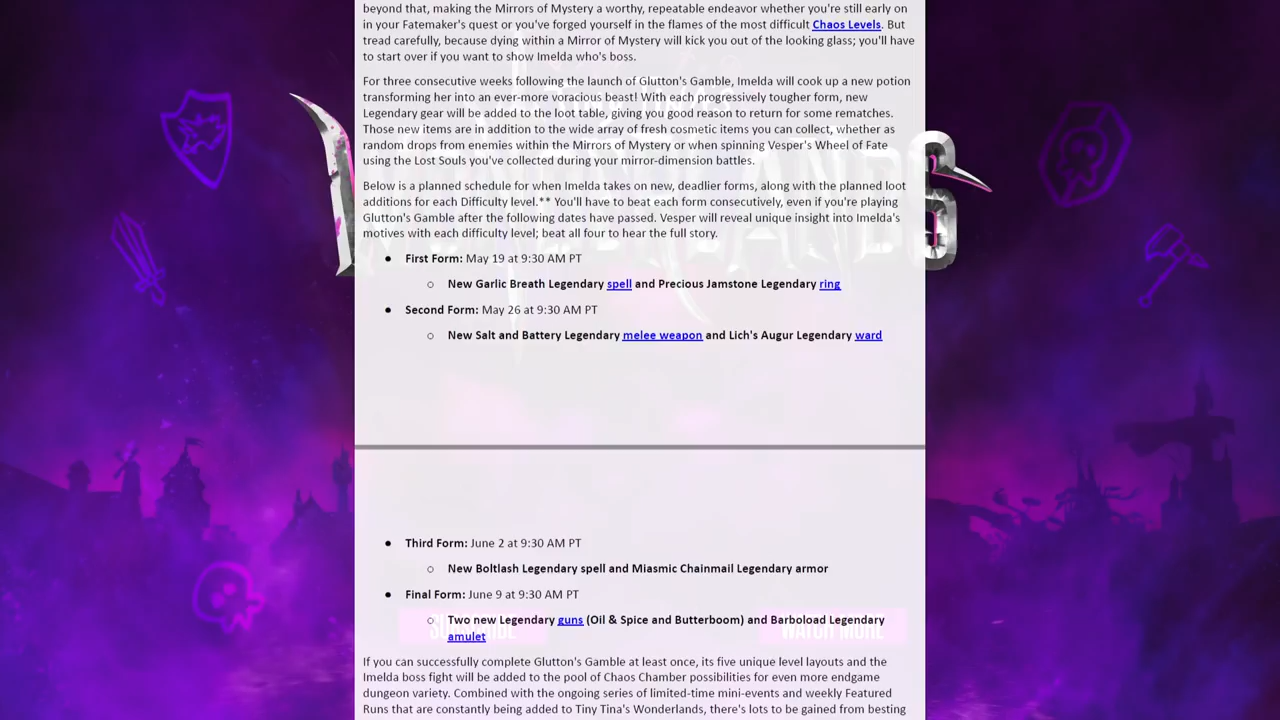 beyond that, making the Mirrors of Mystery a worthy, repeatable endeavor whether you're still early on
in your Fatemaker's quest or you've forged yourself in the flames of the most difficult Chaos Levels. But
tread carefully, because dying within a Mirror of Mystery will kick you out of the looking glass; you'll have
to start over if you want to show Imelda who's boss.
For three consecutive weeks following the launch of Glutton's Gamble, Imelda will cook up a new potion
transforming her into an ever-more voracious beast! With each progressively tougher form, new
Legendary gear will be added to the loot table, giving you good reason to return for some rematches.
Those new items are in addition to the wide array of fresh cosmetic items you can collect, whether as
random drops from enemies within the Mirrors of Mystery or when spinning Vesper's Wheel of Fate
using the Lost Souls you've collected during your mirror-dimension battles.
Below is a planned schedule for when Imelda takes on new, deadlier forms, along with the planned loot
additions for each Difficulty level.** You'll have to beat each form consecutively, even if you're playing
Glutton's Gamble after the following dates have passed. Vesper will reveal unique insight into Imelda's
motives with each difficulty level; beat all four to hear the full story.
● First Form: May 19 at 9:30 AM PT
○ New Garlic Breath Legendary spell and Precious Jamstone Legendary ring
● Second Form: May 26 at 9:30 AM PT
○ New Salt and Battery Legendary melee weapon and Lich's Augur Legendary ward
● Third Form: June 2 at 9:30 AM PT
○ New Boltlash Legendary spell and Miasmic Chainmail Legendary armor
● Final Form: June 9 at 9:30 AM PT
○ Two new Legendary guns (Oil & Spice and Butterboom) and Barboload Legendary
amulet
SUBSCRIBE
WATCH MORE
If you can successfully complete Glutton's Gamble at least once, its five unique level layouts and the
Imelda boss fight will be added to the pool of Chaos Chamber possibilities for even more endgame
dungeon variety. Combined with the ongoing series of limited-time mini-events and weekly Featured
Runs that are constantly being added to Tiny Tina's Wonderlands, there's lots to be gained from besting